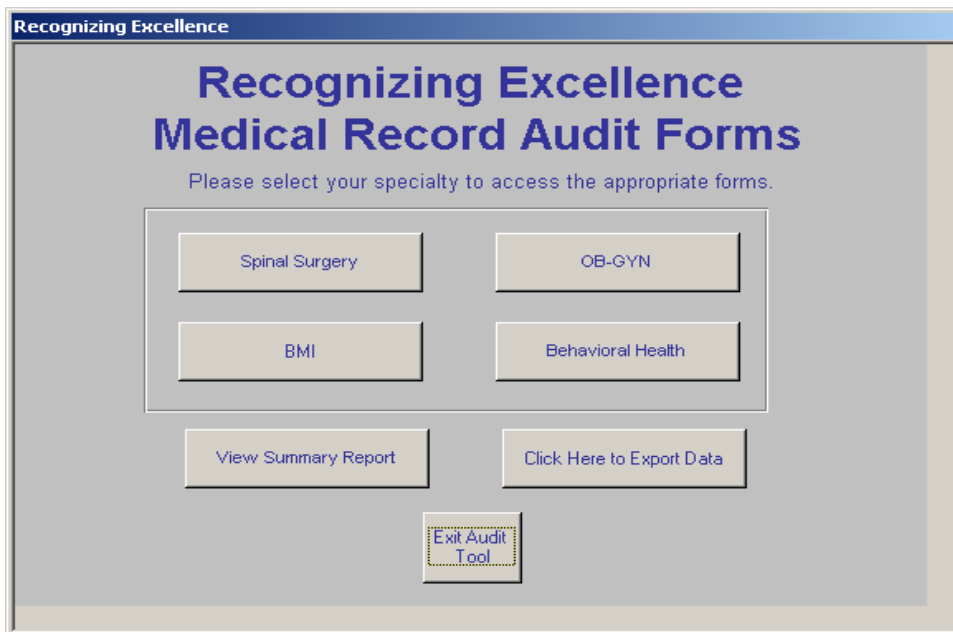 Recognizing Excellence
Recognizing Excellence
Medical Record Audit Forms
Please select your specialty to access the appropriate forms.
Spinal Surgery
OB-GYN
BMI
Behavioral Health
View Summary Report
Click Here to Export Data
Exit Audit
Tool